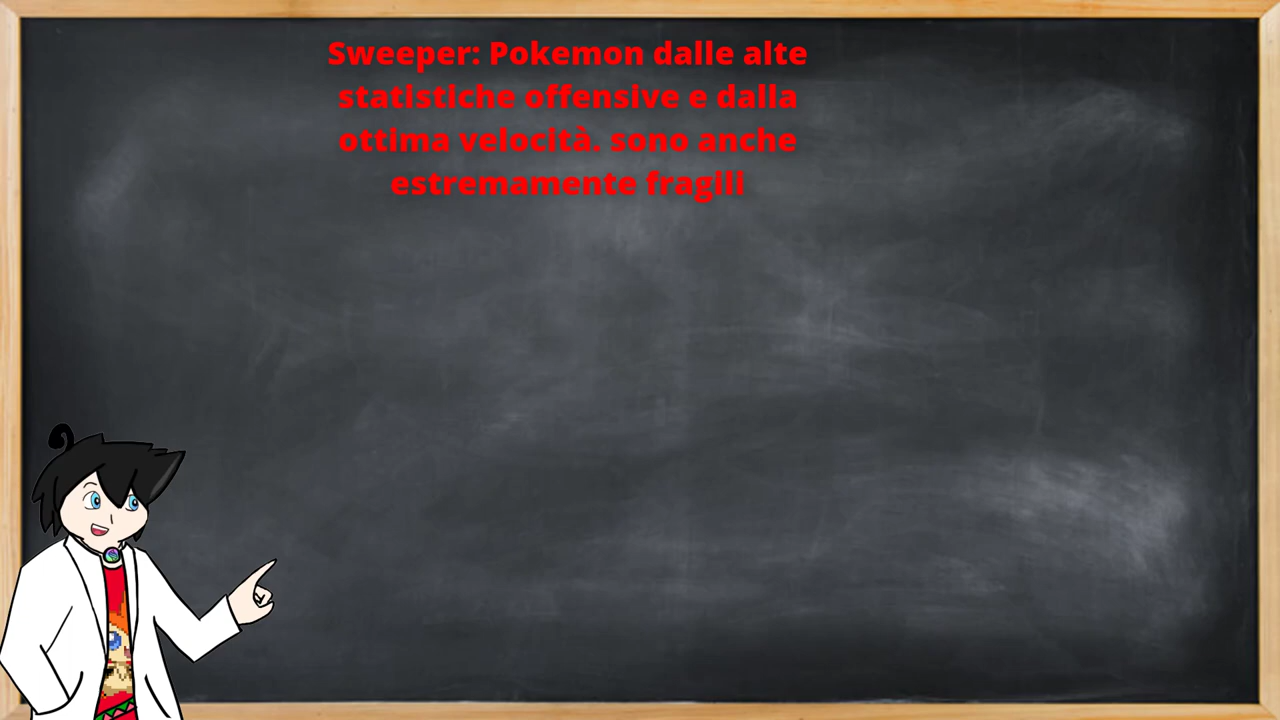 Sweeper: Pokemon dalle alte
statistiche offensive e dalla
ottima velocità. sono anche
estremamente fragili